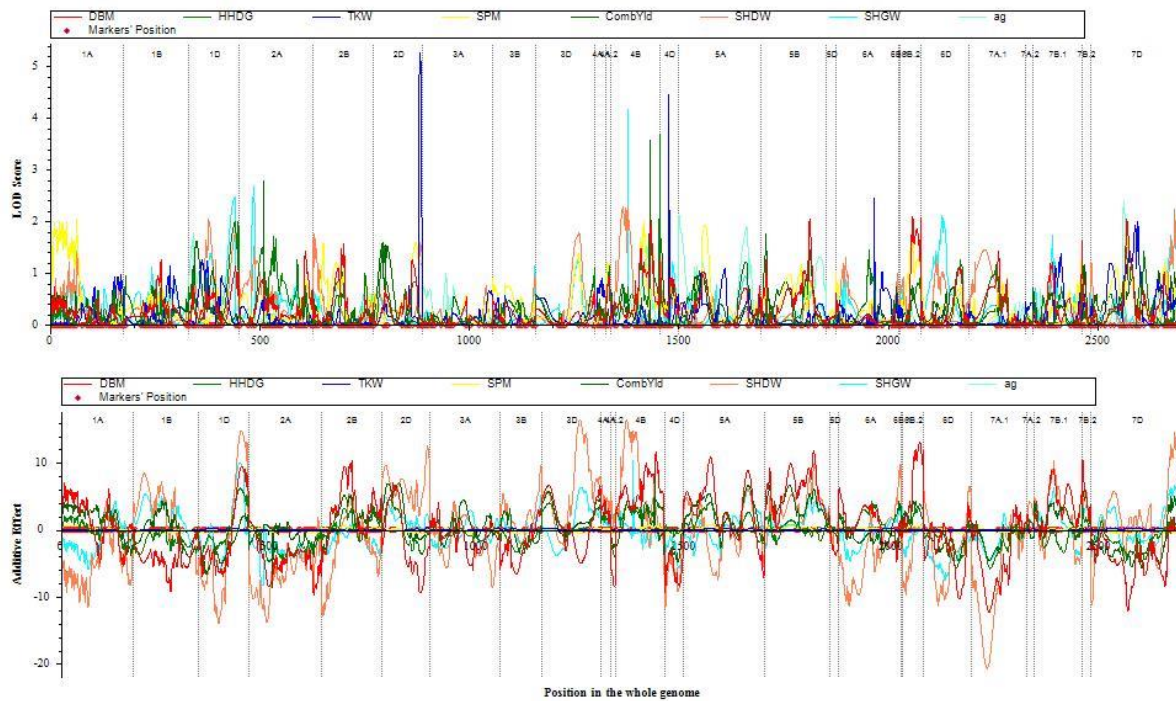 DBM HHDG TKW SPM CombYld SHDW SHGW ag
Markers' Position
1A 1B 1D 2A 2B 2D 3A 3B 3D 4B 4D 5A 5B 5D 6A 6D 7A.1 7A.2 7B.1 7B.2 7D
LOD Score
5
4
3
2
1
0
0 500 1000 1500 2000 2500
DBM HHDG TKW SPM CombYld SHDW SHGW ag
Markers' Position
1A 1B 1D 2A 2B 2D 3A 3B 3D 4B 4D 5A 5B 5D 6A 6D 7A.1 7A.2 7B.1 7B.2 7D
Additive Effect
10
0
-10
-20
Position in the whole genome